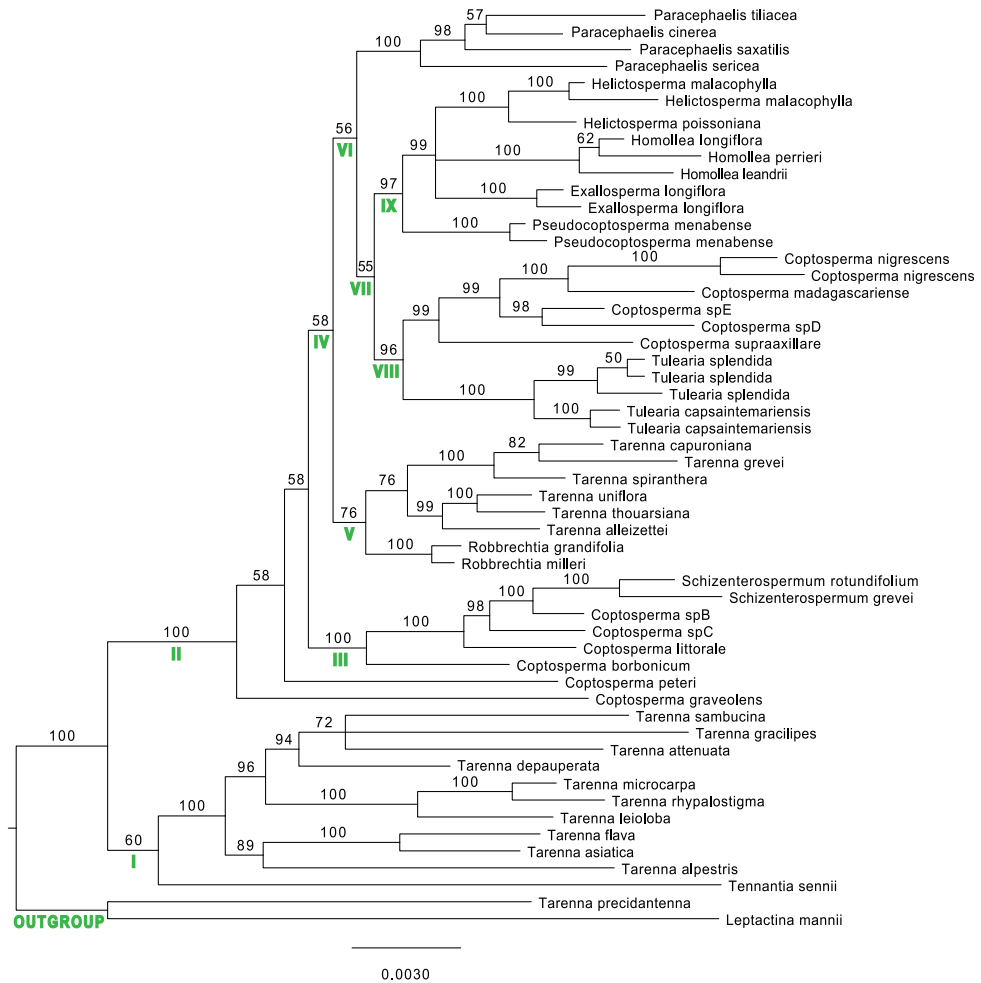 57
Paracephaelis tiliacea
98
Paracephaelis cinerea
100
Paracephaelis saxatilis
Paracephaelis sericea
100
Helictosperma malacophylla
100
Helictosperma malacophylla
Helictosperma poissoniana
56
VI
99
62
Homollea longiflora
100
Homollea perrieri
Homollea leandrii
97
IX
100
Exallosperma longiflora
Exallosperma longiflora
100
Pseudocoptosperma menabense
Pseudocoptosperma menabense
55
VII
100
Coptosperma nigrescens
100
Coptosperma nigrescens
99
Coptosperma madagascariense
99
98
Coptosperma spE
Coptosperma spD
Coptosperma supraaxillare
58
IV
96
VIII
50
Tulearia splendida
99
Tulearia splendida
100
Tulearia splendida
100
Tulearia capsaintemariensis
Tulearia capsaintemariensis
82
Tarenna capuroniana
100
Tarenna grevei
Tarenna spiranthera
76
100
Tarenna uniflora
99
Tarenna thouarsiana
Tarenna alleizettei
76
V
100
Robbrechtia grandifolia
Robbrechtia milleri
58
100
Schizenterospermum rotundifolium
100
Schizenterospermum grevei
98
Coptosperma spB
100
Coptosperma spC
100
III
Coptosperma littorale
Coptosperma borbonicum
58
Coptosperma peteri
100
II
Coptosperma graveolens
72
Tarenna sambucina
94
Tarenna gracilipes
Tarenna attenuata
96
Tarenna depauperata
100
Tarenna microcarpa
100
Tarenna rhypalostigma
Tarenna leioloba
100
100
Tarenna flava
89
Tarenna asiatica
Tarenna alpestris
100
60
I
Tennantia sennii
OUTGROUP
Tarenna precidantenna
Leptactina mannii
0.0030